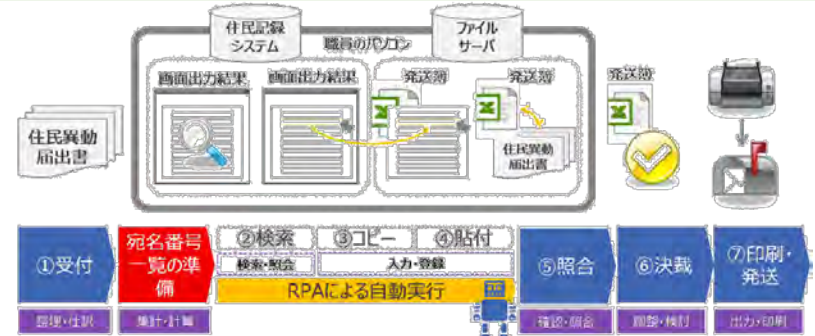 住民記録
システム
職員のパソコン
ファイル
サーバ
画面出力結果
画面出力結果
発送簿
発送簿
発送簿
住民異動
届出書
住民異動
届出書
①受付
宛名番号
一覧の準
備
②検索
③コピー
④貼付
検索・照会
入力・登録
RPAによる自動実行
⑤照合
⑥決裁
⑦印刷・
発送
整理・仕訳
集計・計算
確認・照合
調整・検討
出力・印刷